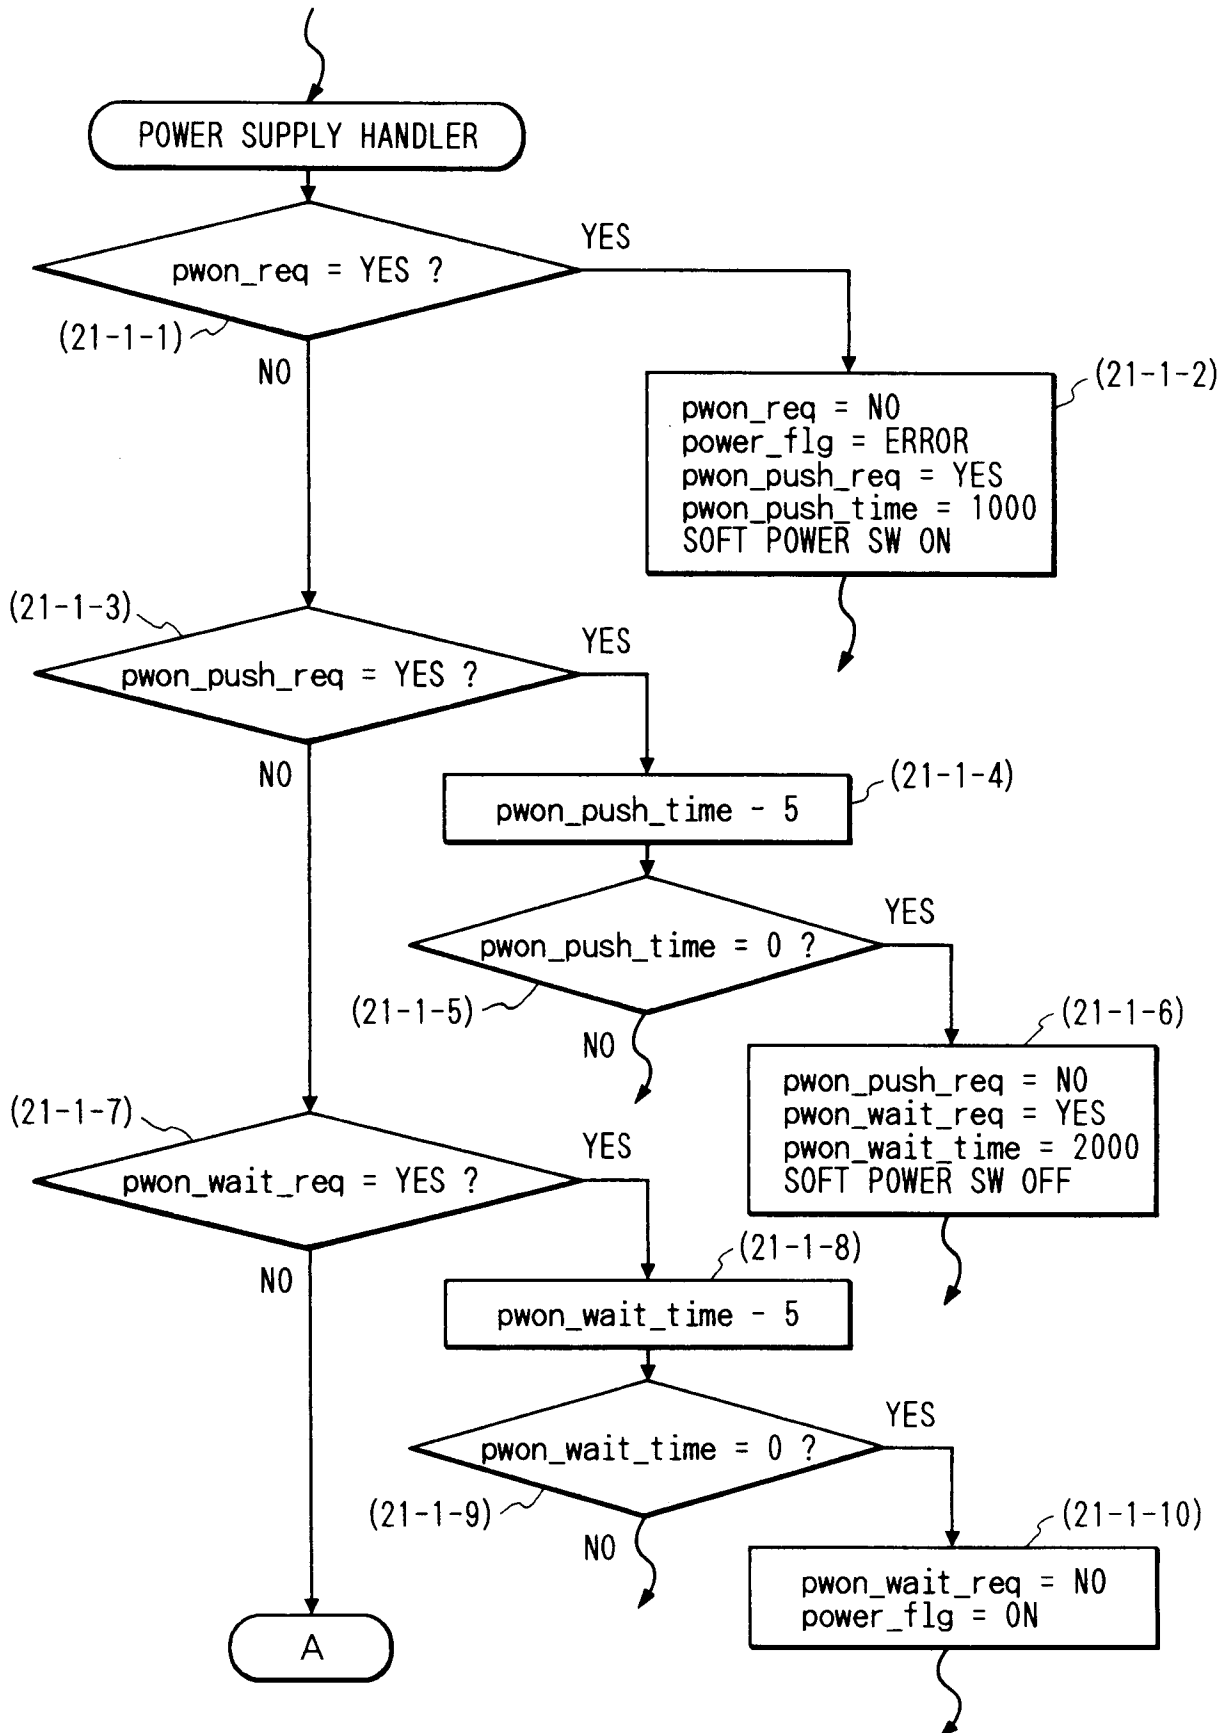 POWER SUPPLY HANDLER
YES
pwon_req = YES ?
(21-1-1)
NO
(21-1-2)
pwon_req = NO
power_flg = ERROR
pwon_push_req = YES
pwon_push_time = 1000
SOFT POWER SW ON
(21-1-3)
YES
pwon_push_req = YES ?
NO
(21-1-4)
pwon_push_time - 5
YES
pwon_push_time = 0 ?
(21-1-5)
NO
(21-1-6)
pwon_push_req = NO
pwon_wait_req = YES
pwon_wait_time = 2000
SOFT POWER SW OFF
(21-1-7)
YES
pwon_wait_req = YES ?
NO
(21-1-8)
pwon_wait_time - 5
YES
pwon_wait_time = 0 ?
(21-1-9)
NO
(21-1-10)
pwon_wait_req = NO
power_flg = ON
A